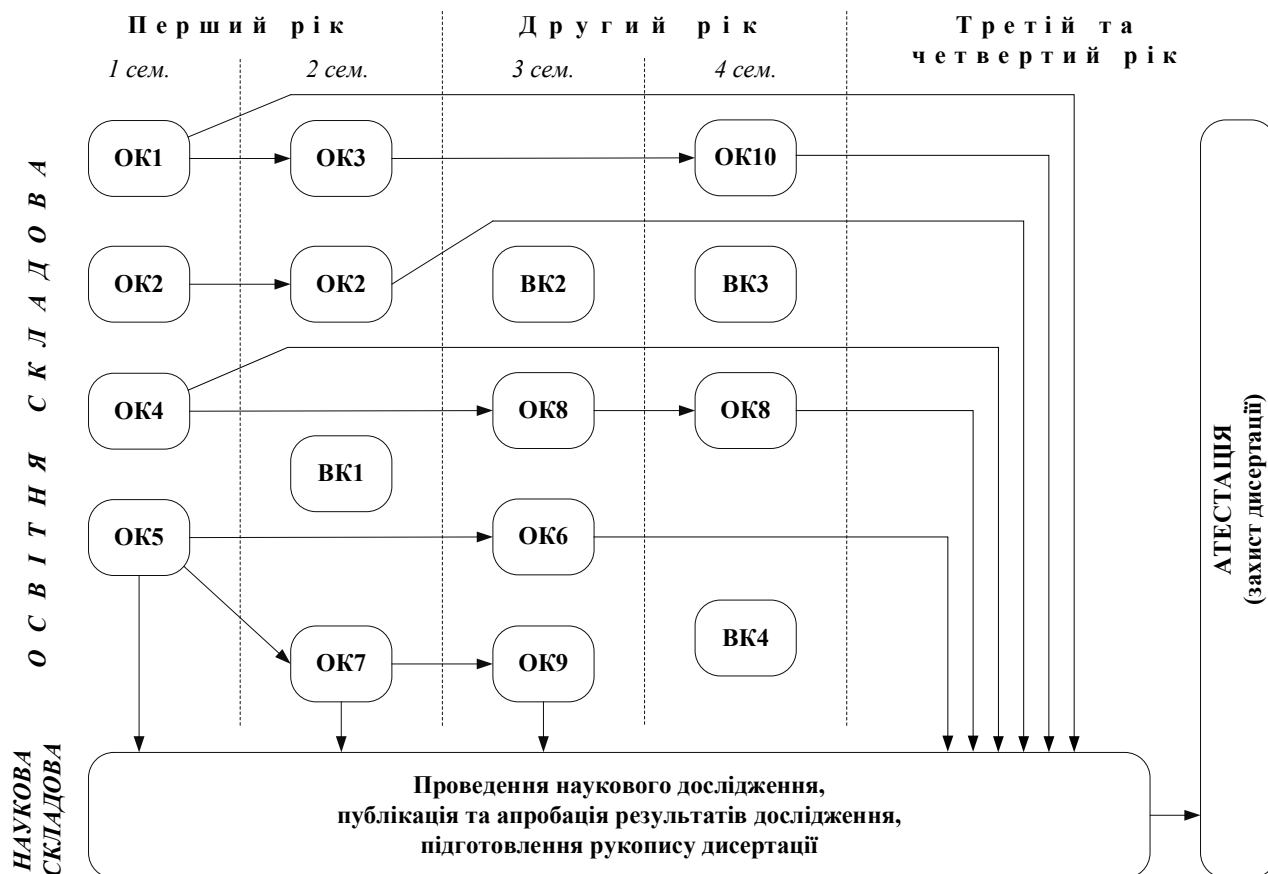 Перший рік
Другий рік
Третій та
четвертий рік
1 сем.
2 сем.
3 сем.
4 сем.
ОСВІТНЯ СКЛАДОВА
ОК1
ОК3
ОК10
ОК2
ОК2
ВК2
ВК3
ОК4
ОК8
ОК8
ВК1
ОК5
ОК6
ОК7
ОК9
ВК4
НАУКОВА
СКЛАДОВА
Проведення наукового дослідження,
публікація та апробація результатів дослідження,
підготовлення рукопису дисертації
АТЕСТАЦІЯ
(захист дисертації)